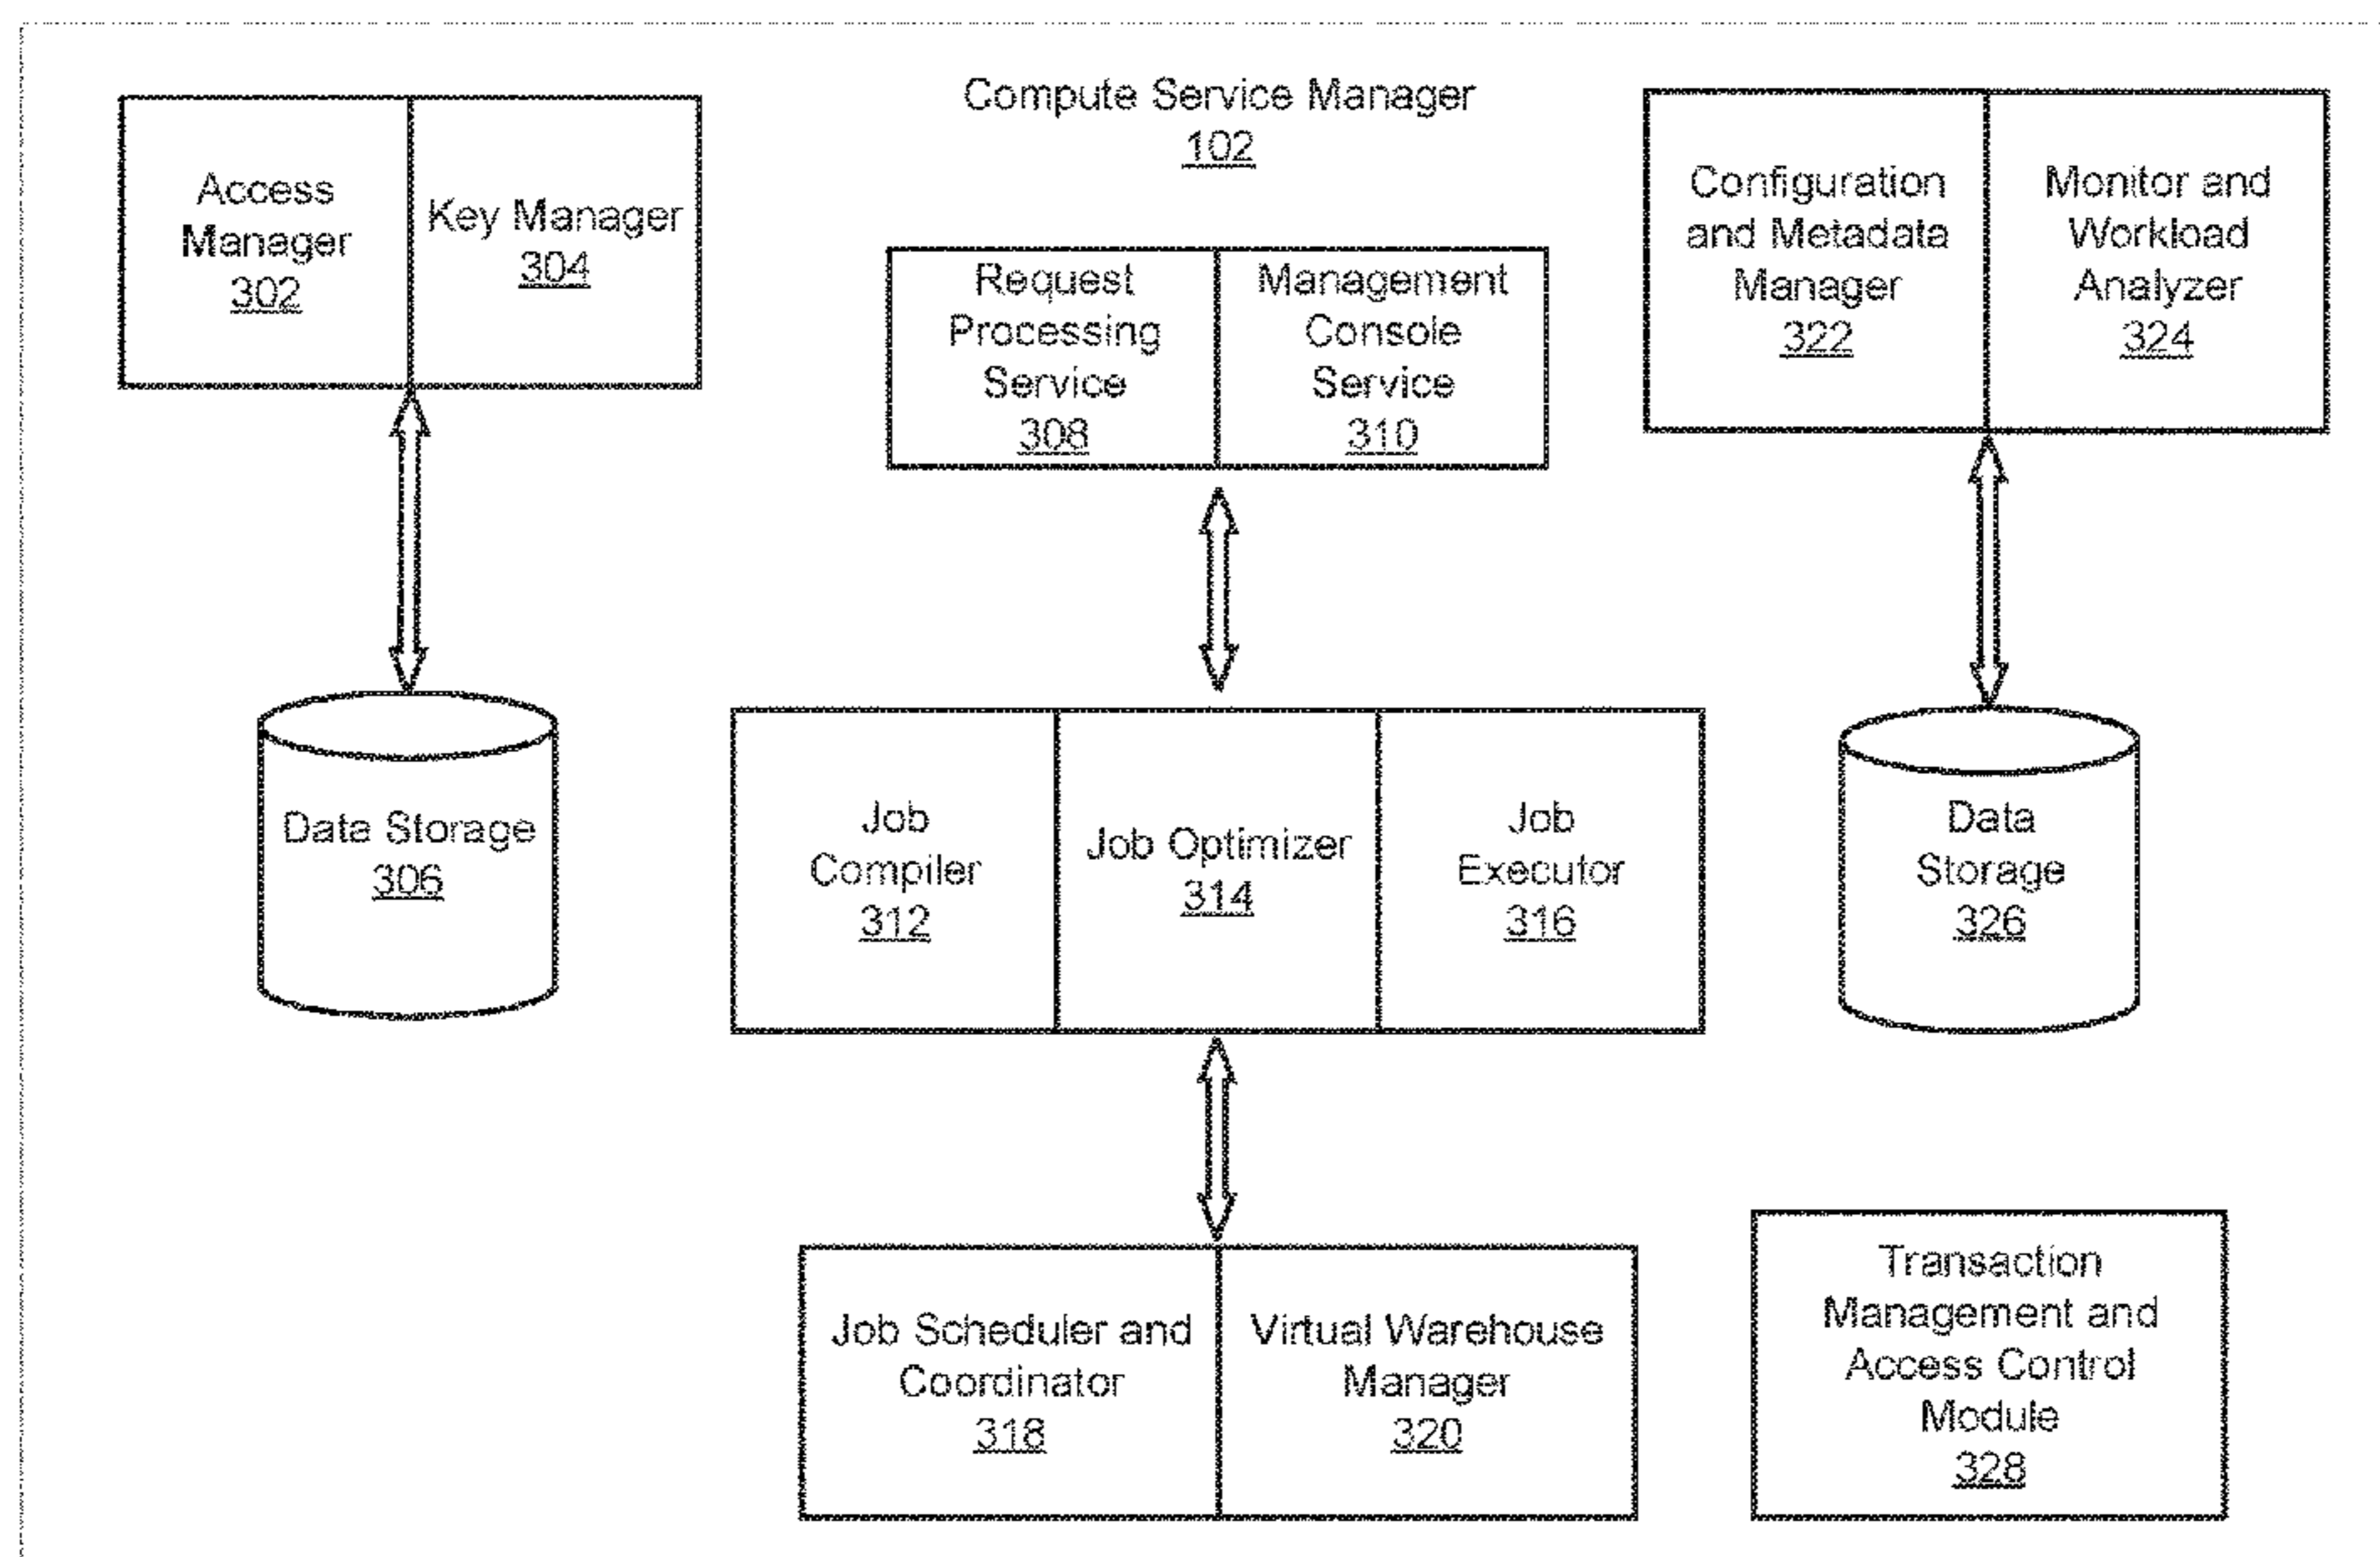 Compute Service Manager
102
Access
Manager
302
Key Manager
304
Request
Processing
Service
308
Management
Console
Service
310
Configuration
and Metadata
Manager
322
Monitor and
Workload
Analyzer
324
Data Storage
306
Job
Compiler
312
Job Optimizer
314
Job
Executor
316
Data
Storage
326
Job Scheduler and
Coordinator
318
Virtual Warehouse
Manager
320
Transaction
Management and
Access Control
Module
328